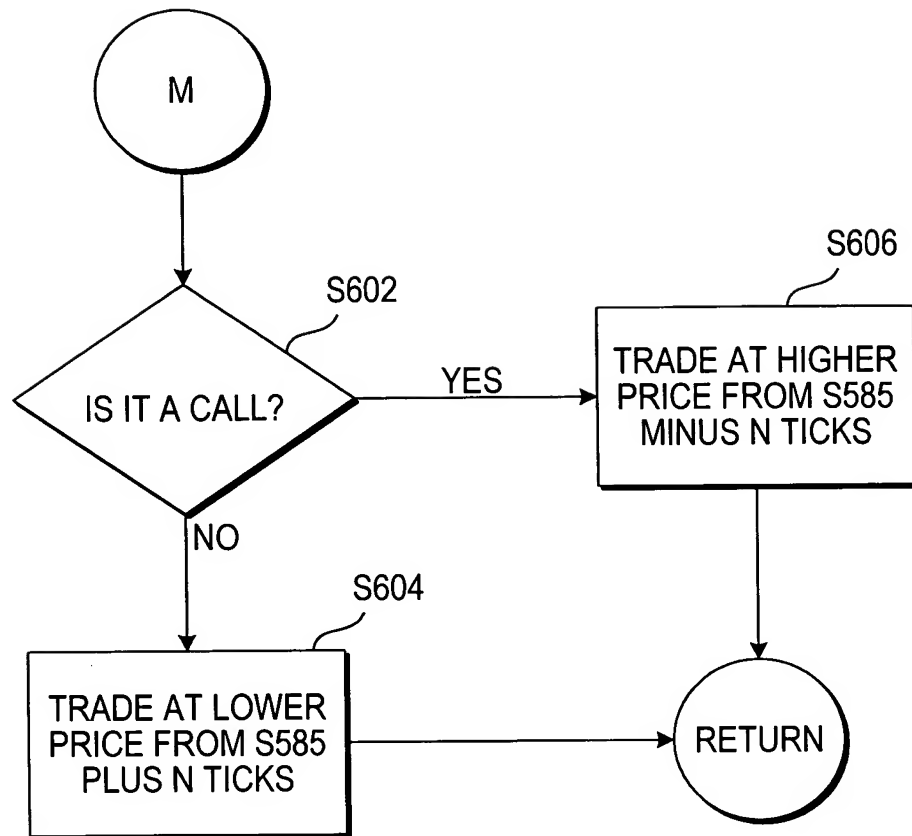 M
S602
IS IT A CALL?
YES
S606
TRADE AT HIGHER
PRICE FROM S585
MINUS N TICKS
NO
S604
TRADE AT LOWER
PRICE FROM S585
PLUS N TICKS
RETURN